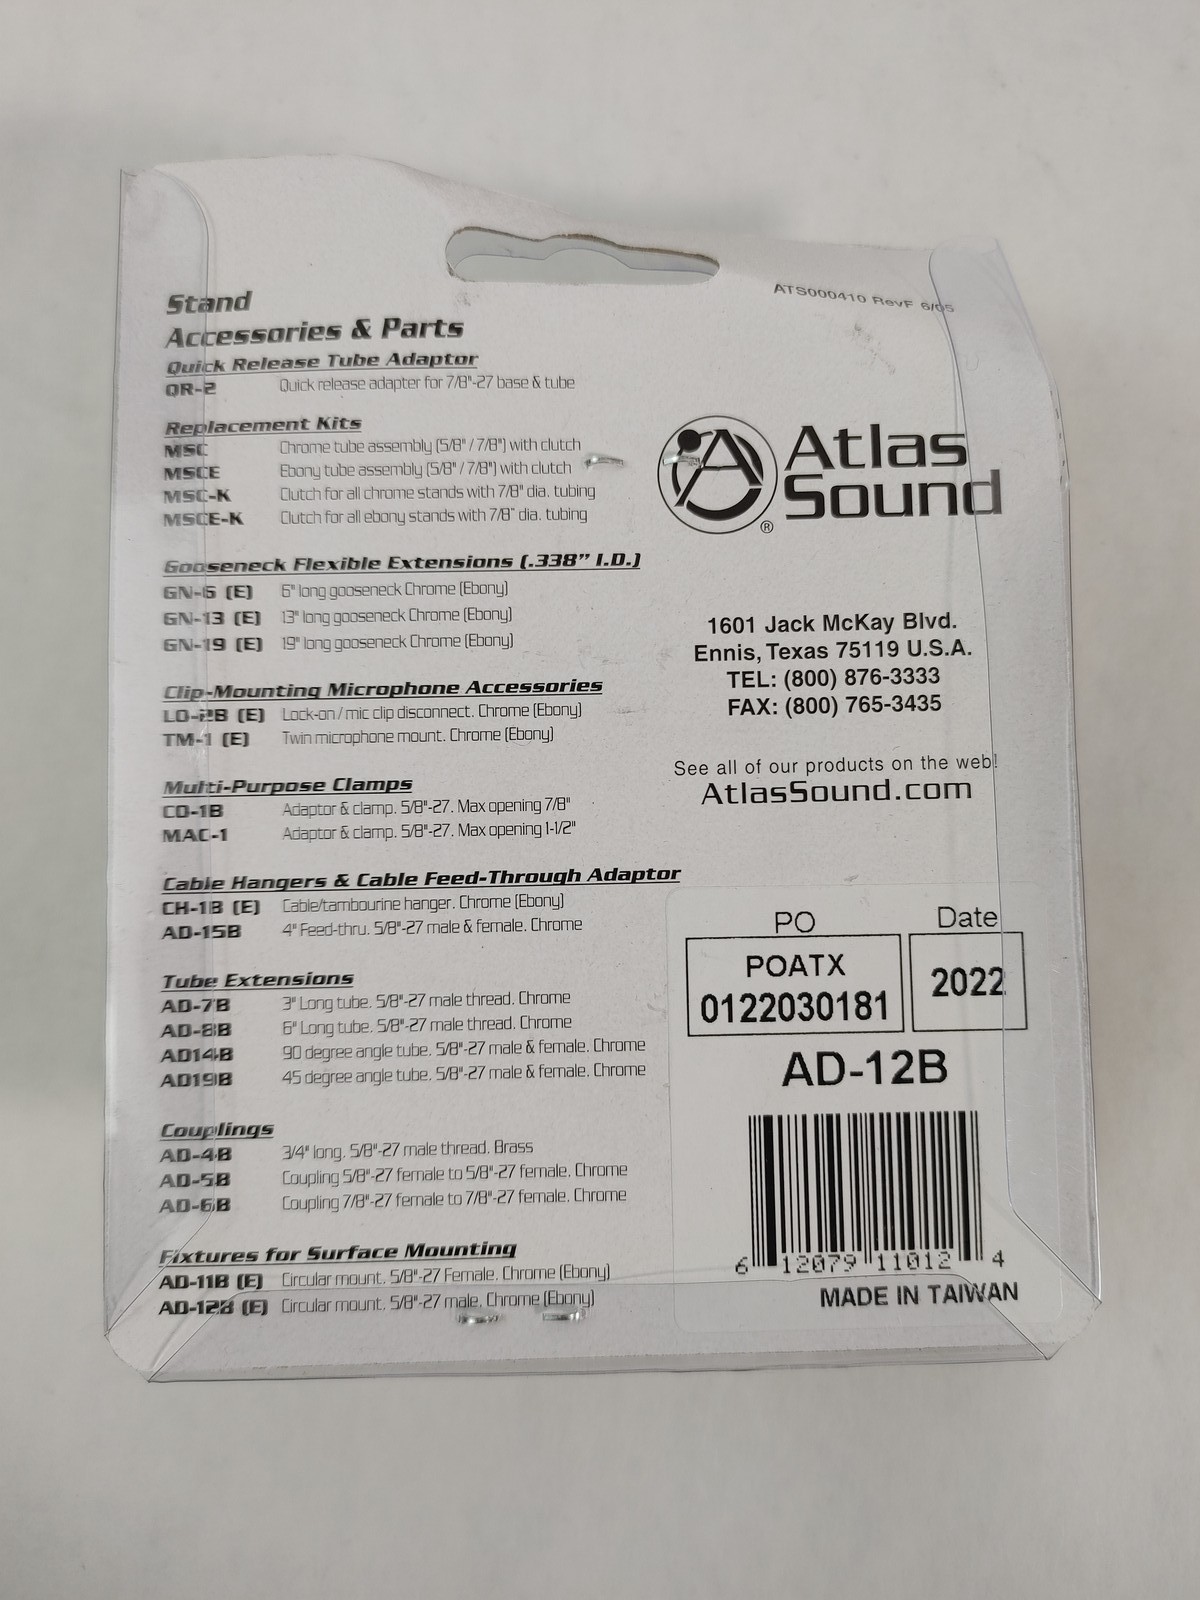 ATS000410 RevF 6/05
Stand
Accessories & Parts
Quick Release Tube Adaptor
QR-2 Quick release adapter for 7/8"-27 base & tube
Replacement Kits
MSC Chrome tube assembly (5/8" / 7/8") with clutch
MSCE Ebony tube assembly (5/8" / 7/8") with clutch
MSC-K Clutch for all chrome stands with 7/8" dia. tubing
MSCE-K Clutch for all ebony stands with 7/8" dia. tubing
Gooseneck Flexible Extensions (.338" I.D.)
GN-6 (E) 6" long gooseneck Chrome (Ebony)
GN-13 (E) 13" long gooseneck Chrome (Ebony)
GN-19 (E) 19" long gooseneck Chrome (Ebony)
Clip-Mounting Microphone Accessories
LO-2B (E) Lock-on / mic clip disconnect. Chrome (Ebony)
TM-1 (E) Twin microphone mount. Chrome (Ebony)
Multi-Purpose Clamps
CO-1B Adaptor & clamp. 5/8"-27. Max opening 7/8"
MAC-1 Adaptor & clamp. 5/8"-27. Max opening 1-1/2"
Cable Hangers & Cable Feed-Through Adaptor
CH-1B (E) Cable/tambourine hanger. Chrome (Ebony)
AD-15B 4" Feed-thru. 5/8"-27 male & female. Chrome
Tube Extensions
AD-7B 3" Long tube. 5/8"-27 male thread. Chrome
AD-8B 6" Long tube. 5/8"-27 male thread. Chrome
AD14B 90 degree angle tube. 5/8"-27 male & female. Chrome
AD19B 45 degree angle tube. 5/8"-27 male & female. Chrome
Couplings
AD-4B 3/4" long. 5/8"-27 male thread. Brass
AD-5B Coupling 5/8"-27 female to 5/8"-27 female. Chrome
AD-6B Coupling 7/8"-27 female to 7/8"-27 female. Chrome
Fixtures for Surface Mounting
AD-11B (E) Circular mount. 5/8"-27 Female. Chrome (Ebony)
AD-12B (E) Circular mount. 5/8"-27 male. Chrome (Ebony)
Atlas
Sound
®
1601 Jack McKay Blvd.
Ennis, Texas 75119 U.S.A.
TEL: (800) 876-3333
FAX: (800) 765-3435
See all of our products on the web!
AtlasSound.com
PO Date
POATX
0122030181
2022
AD-12B
6 12079 11012 4
MADE IN TAIWAN